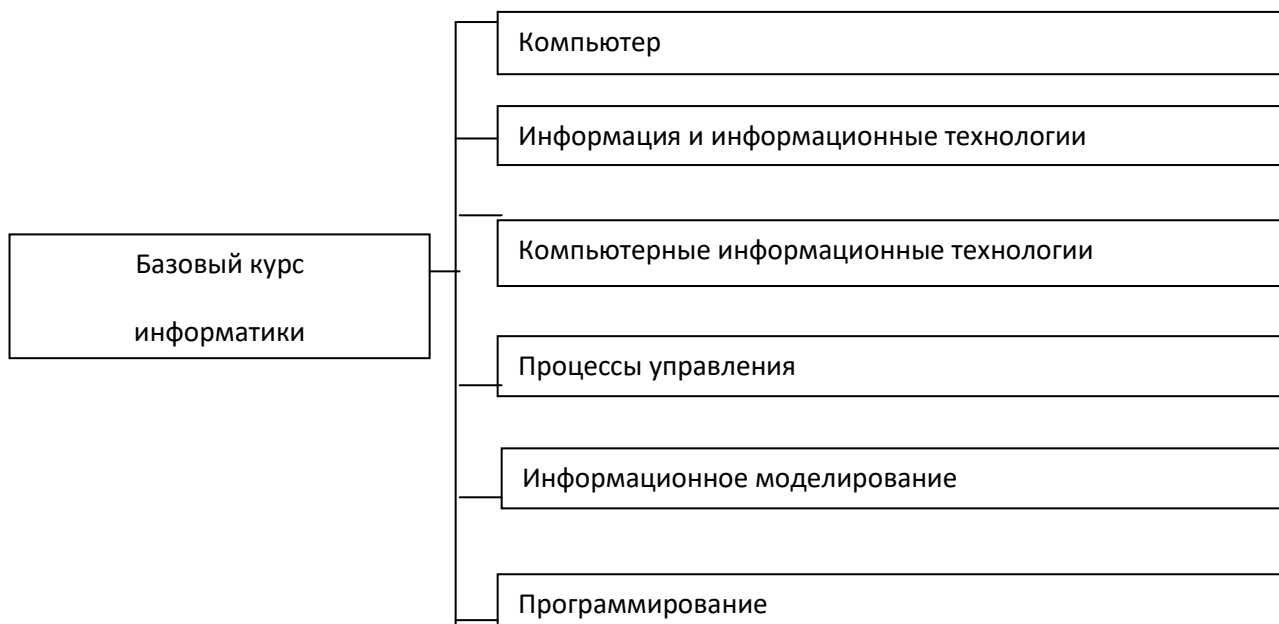 Компьютер
Информация и информационные технологии
Компьютерные информационные технологии
Базовый курс
информатики
Процессы управления
Информационное моделирование
Программирование